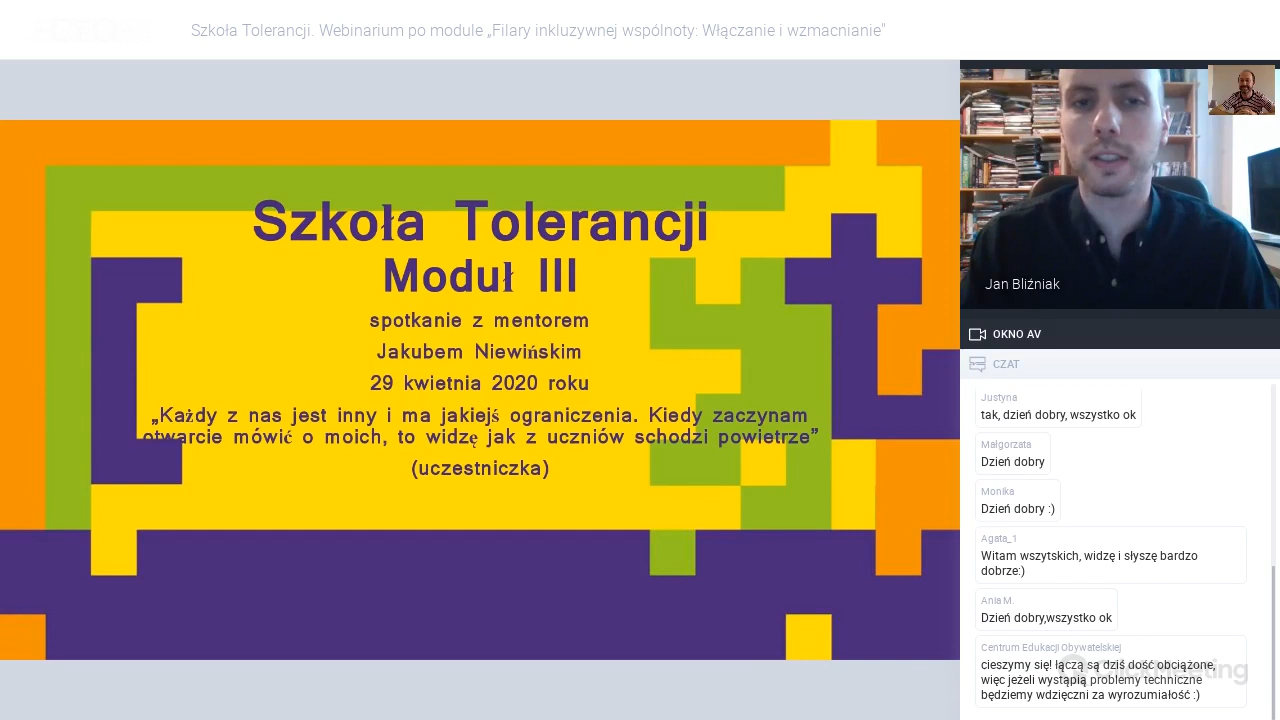 Szkoła Tolerancji. Webinarium po module „Filary inkluzywnej wspólnoty: Włączanie i wzmacnianie"
Szkoła Tolerancji
Moduł III
spotkanie z mentorem
Jakubem Niewińskim
29 kwietnia 2020 roku
„Każdy z nas jest inny i ma jakiejś ograniczenia. Kiedy zaczynam
otwarcie mówić o moich, to widzę jak z uczniów schodzi powietrze”
(uczestniczka)
Jan Bliźniak
OKNO AV
CZAT
Justyna
tak, dzień dobry, wszystko ok
Małgorzata
Dzień dobry
Monika
Dzień dobry :)
Agata_1
Witam wszytskich, widzę i słyszę bardzo
dobrze:)
Ania M.
Dzień dobry,wszystko ok
Centrum Edukacji Obywatelskiej
cieszymy się! łączą są dziś dość obciążone,
więc jeżeli wystąpią problemy techniczne
będziemy wdzięczni za wyrozumiałość :)
ClickMeeting